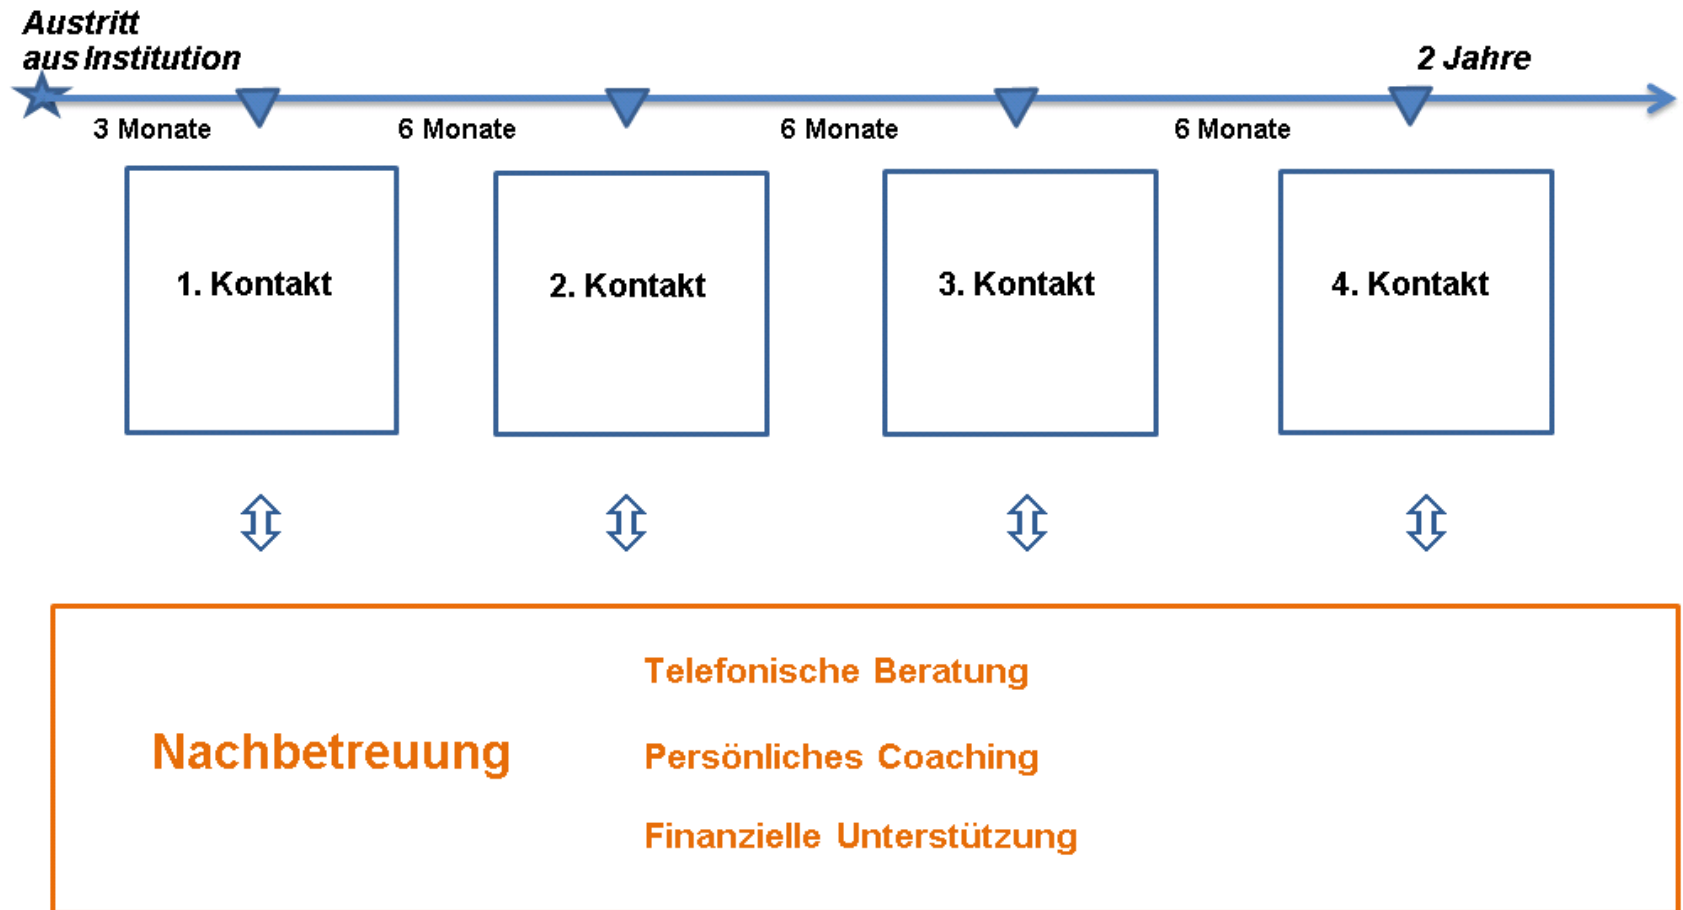 Austritt
aus Institution
2 Jahre
3 Monate
6 Monate
6 Monate
6 Monate
1. Kontakt
2. Kontakt
3. Kontakt
4. Kontakt
Nachbetreuung
Telefonische Beratung
Persönliches Coaching
Finanzielle Unterstützung